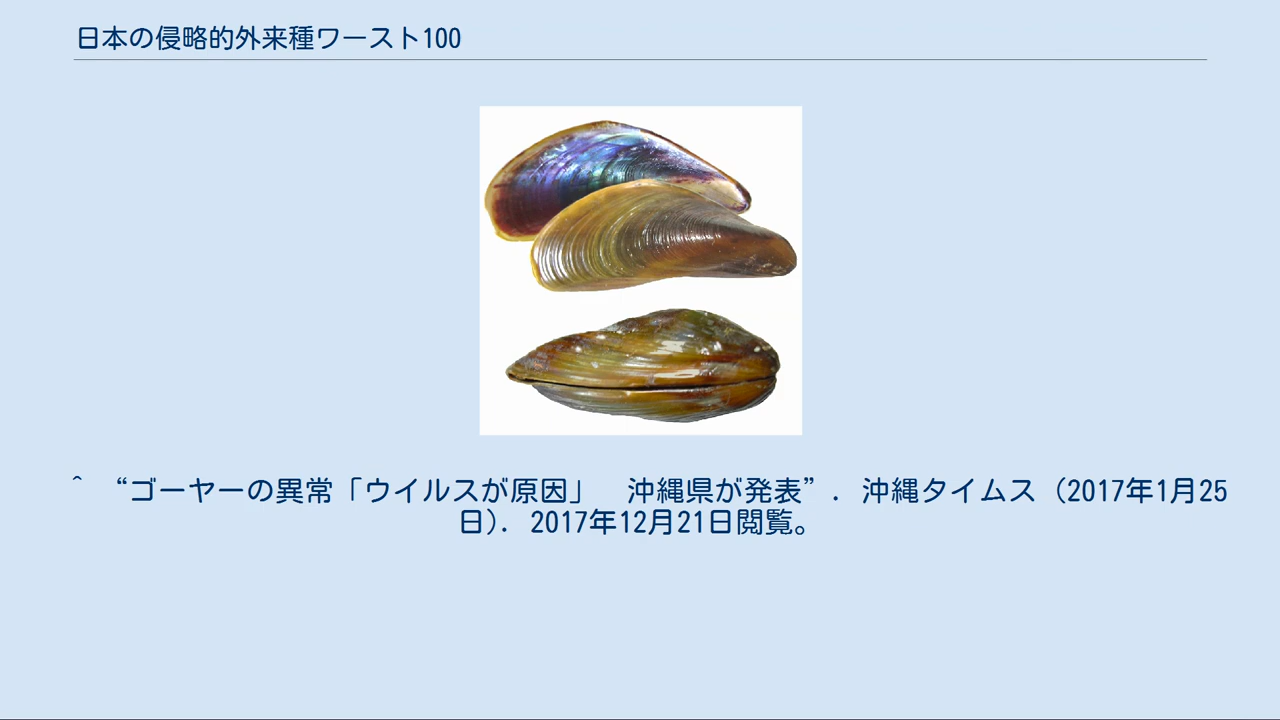 日本の侵略的外来種ワースト100
^ “ゴーヤーの異常「ウイルスが原因」　沖縄県が発表”. 沖縄タイムス (2017年1月25
日). 2017年12月21日閲覧。